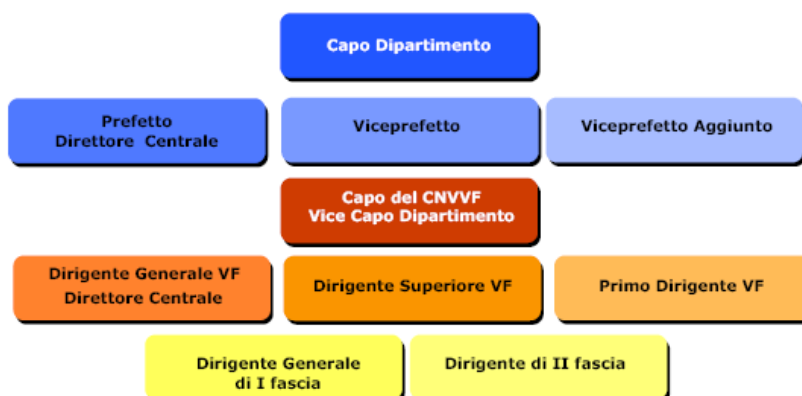 Capo Dipartimento
Prefetto
Direttore Centrale
Viceprefetto
Viceprefetto Aggiunto
Capo del CNVVF
Vice Capo Dipartimento
Dirigente Generale VF
Direttore Centrale
Dirigente Superiore VF
Primo Dirigente VF
Dirigente Generale
di I fascia
Dirigente di II fascia